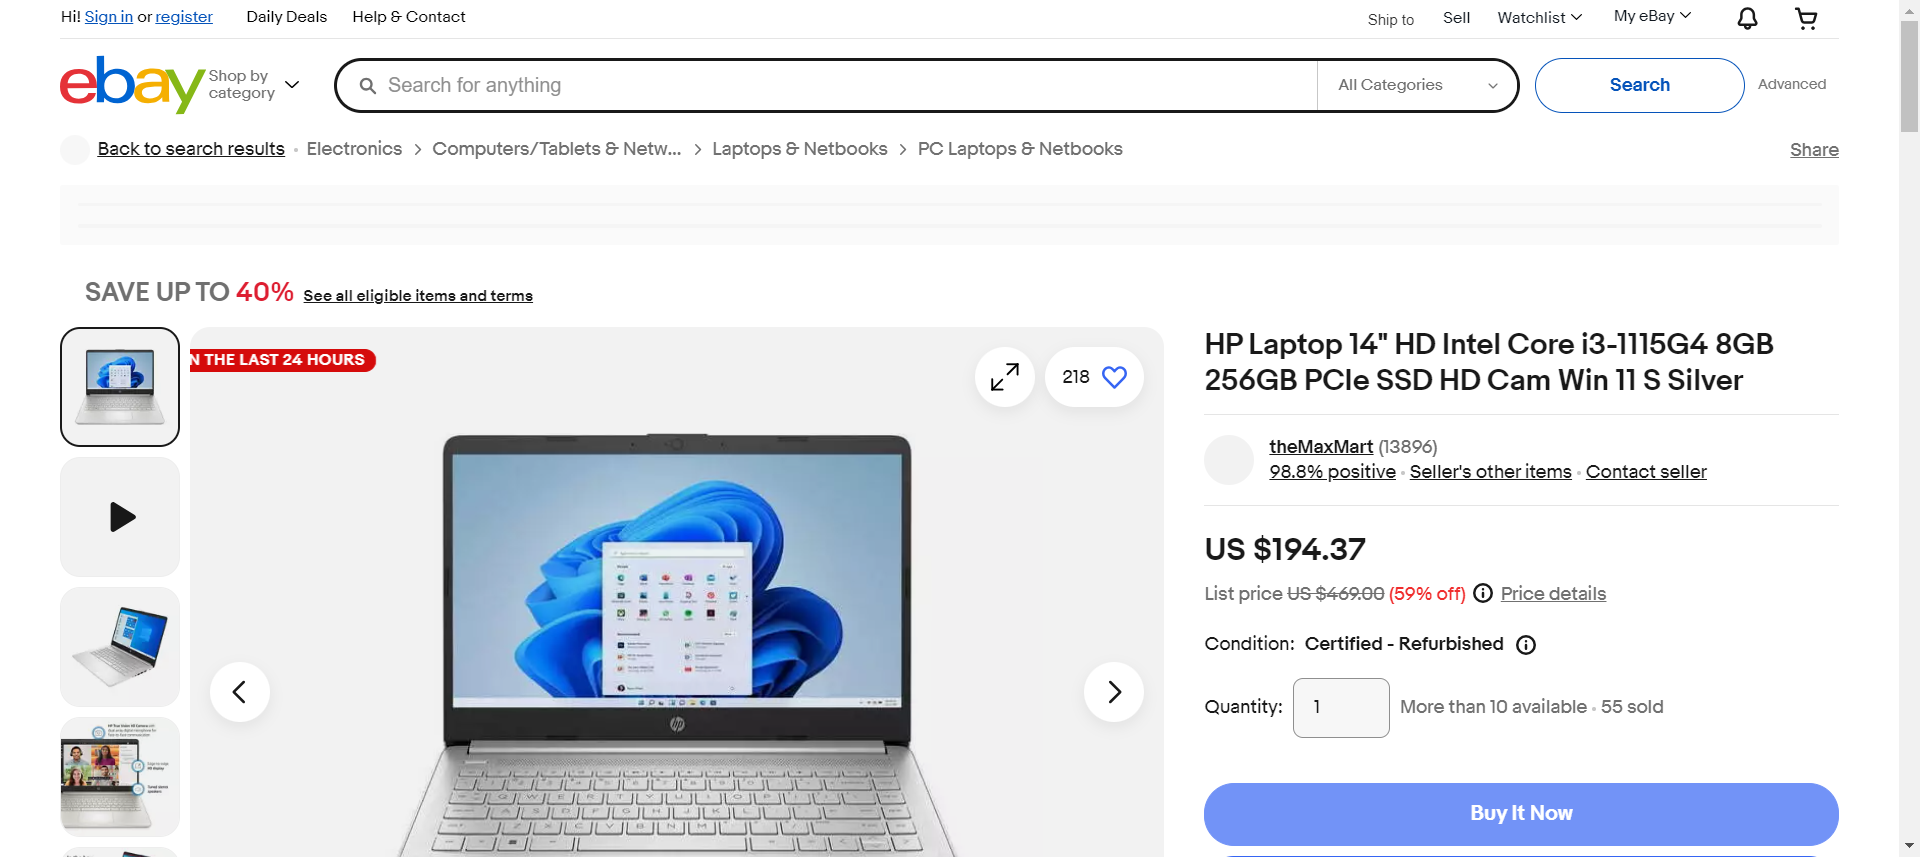 Hi! Sign in or register
Daily Deals
Help & Contact
Ship to
Sell
Watchlist
My eBay
ebay
Shop by
category
Search for anything
All Categories
Search
Advanced
Back to search results
Electronics
Computers/Tablets & Netw...
Laptops & Netbooks
PC Laptops & Netbooks
Share
SAVE UP TO 40% See all eligible items and terms
N THE LAST 24 HOURS
218
hp
HP Laptop 14" HD Intel Core i3-1115G4 8GB
256GB PCIe SSD HD Cam Win 11 S Silver
theMaxMart (13896)
98.8% positive · Seller's other items · Contact seller
US $194.37
List price US $469.00 (59% off) Price details
Condition: Certified - Refurbished
Quantity: 1 More than 10 available · 55 sold
Buy It Now